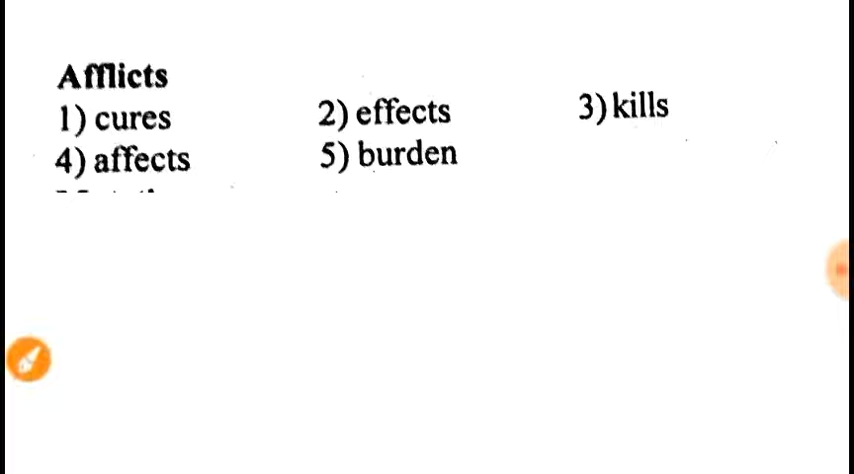 Afflicts
1) cures 2) effects 3) kills
4) affects 5) burden